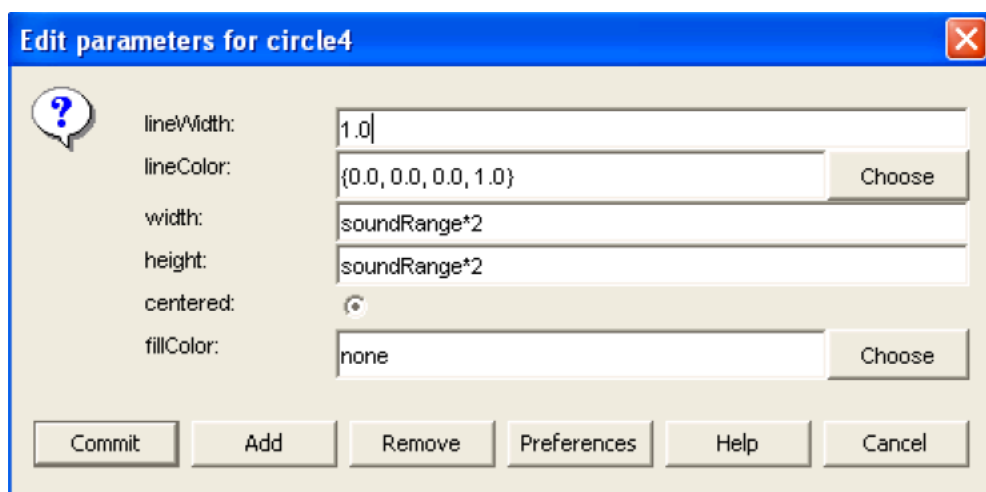 Edit parameters for circle4
lineWidth: 1.0
lineColor: {0.0, 0.0, 0.0, 1.0} Choose
width: soundRange*2
height: soundRange*2
centered:
fillColor: none Choose
Commit Add Remove Preferences Help Cancel